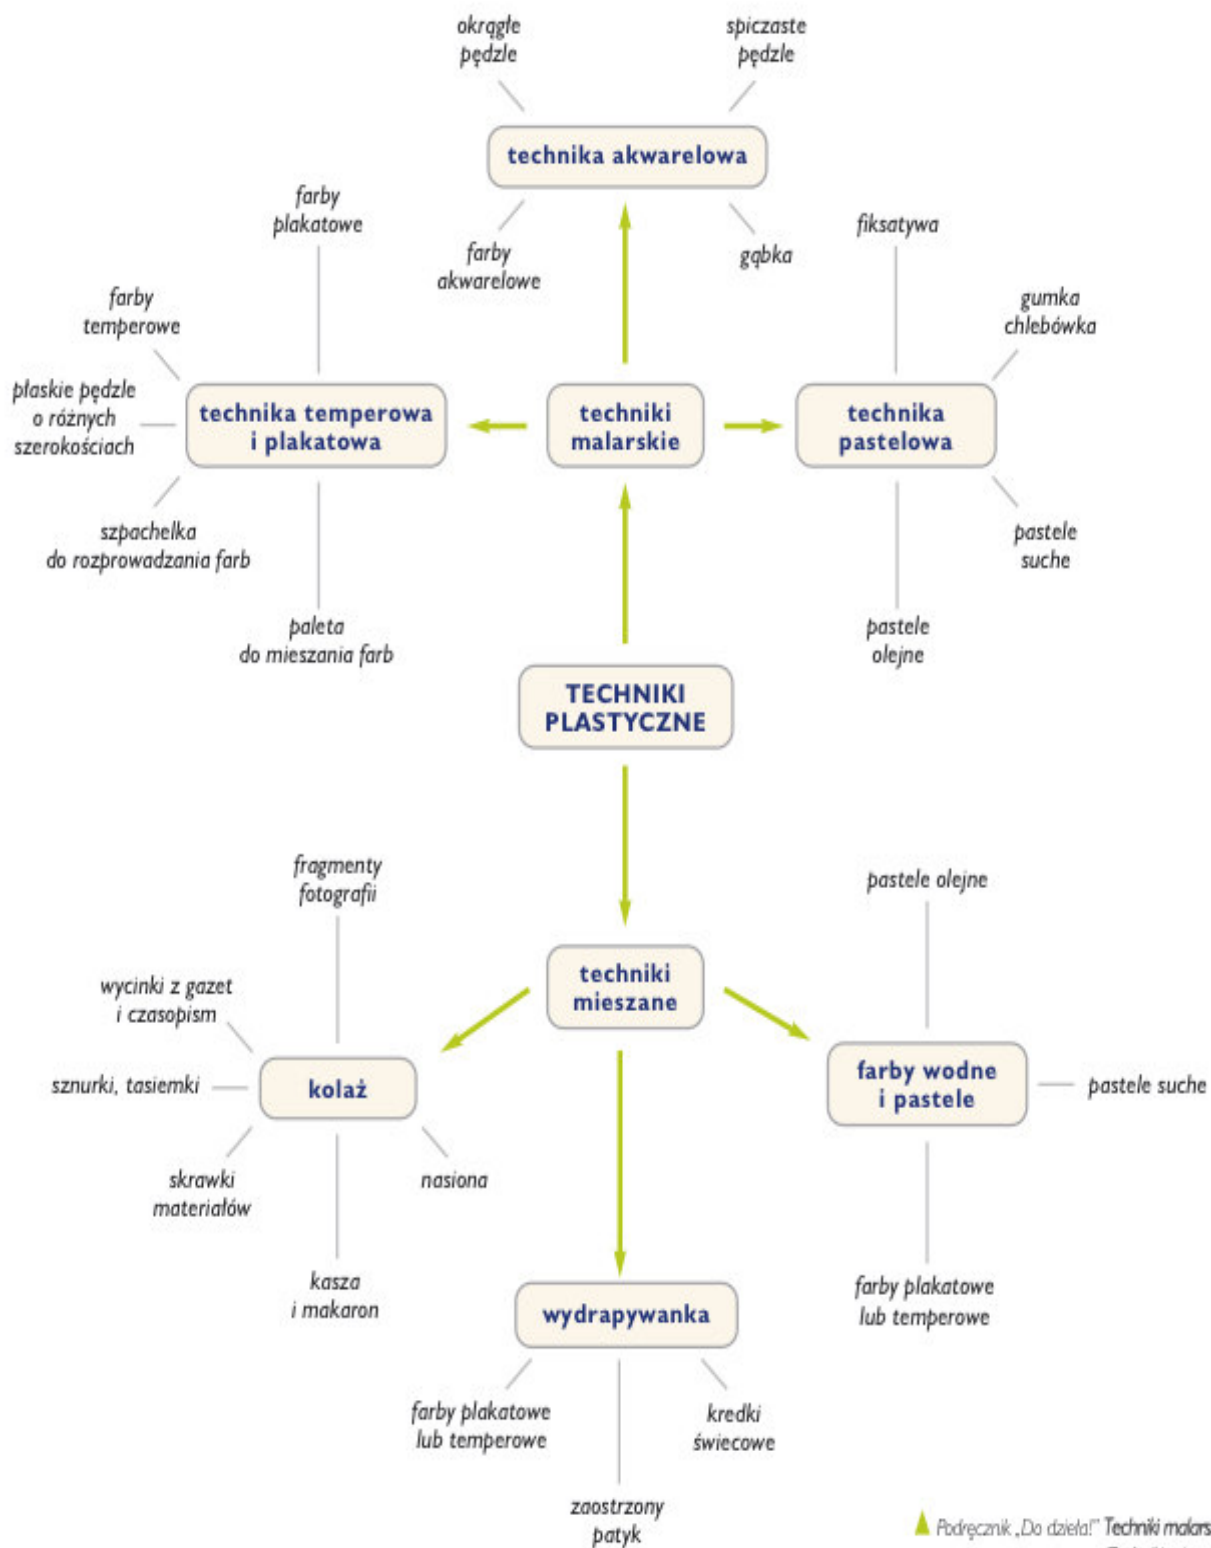 okrągłe
pędzle
spiczaste
pędzle
technika akwarelowa
farby
akwarelowe
gąbka
farby
plakatowe
farby
temperowe
płaskie pędzle
o różnych
szerokościach
technika temperowa
i plakatowa
szpachelka
do rozprowadzania farb
paleta
do mieszania farb
techniki
malarskie
fiksatywa
gumka
chlebówka
technika
pastelowa
pastele
suche
pastele
olejne
TECHNIKI
PLASTYCZNE
techniki
mieszane
fragmenty
fotografii
wycinki z gazet
i czasopism
sznurki, tasiemki
kolaż
skrawki
materiałów
kasza
i makaron
nasiona
pastele olejne
farby wodne
i pastele
pastele suche
farby plakatowe
lub temperowe
wydrapywanka
farby plakatowe
lub temperowe
zaostrzony
patyk
kredki
świecowe
Podręcznik „Do dzieła!” Techniki malars